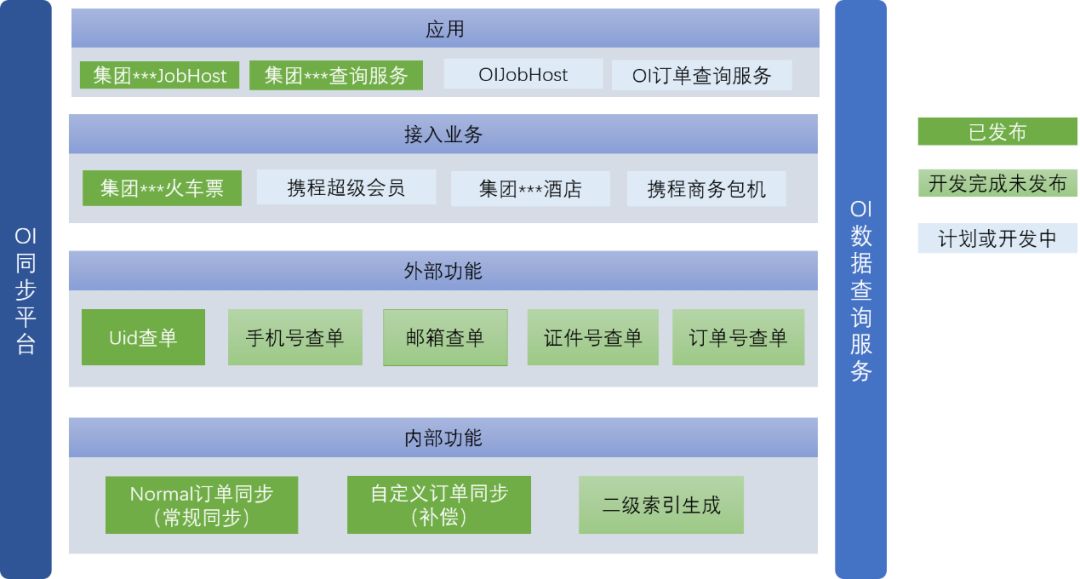 OI同步平台
应用
集团***JobHost
集团***查询服务
OIJobHost
OI订单查询服务
接入业务
集团***火车票
携程超级会员
集团***酒店
携程商务包机
外部功能
Uid查单
手机号查单
邮箱查单
证件号查单
订单号查单
内部功能
Normal订单同步
（常规同步）
自定义订单同步
（补偿）
二级索引生成
OI数据查询服务
已发布
开发完成未发布
计划或开发中